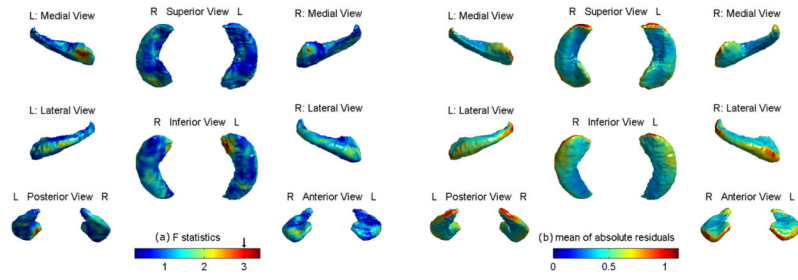 L: Medial View
R Superior View L
R: Medial View
L: Lateral View
R Inferior View L
R: Lateral View
L Posterior View R
R Anterior View L
(a) F statistics
1 2 3
L: Medial View
R Superior View L
R: Medial View
L: Lateral View
R Inferior View L
R: Lateral View
L Posterior View R
R Anterior View L
(b) mean of absolute residuals
0 0.5 1